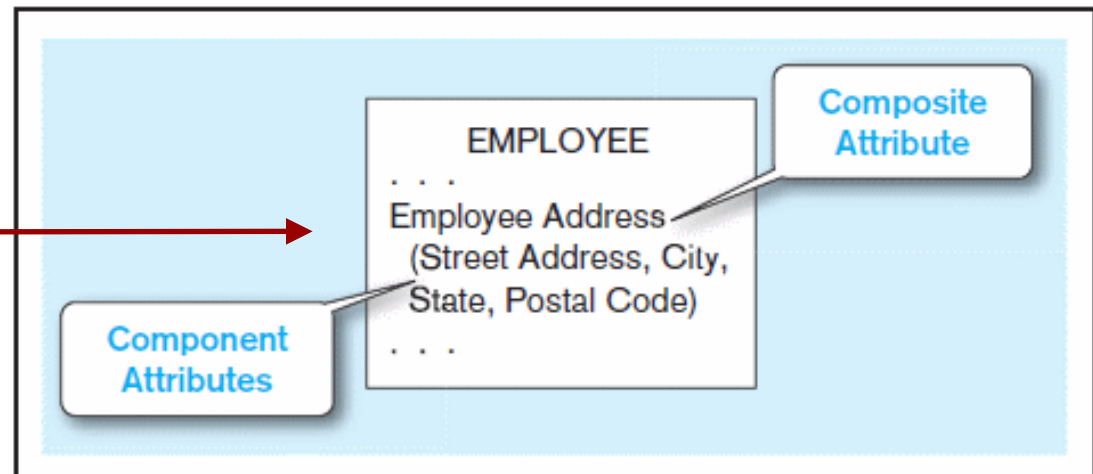 EMPLOYEE
. . .
Employee Address
(Street Address, City,
State, Postal Code)
. . .
Composite
Attribute
Component
Attributes